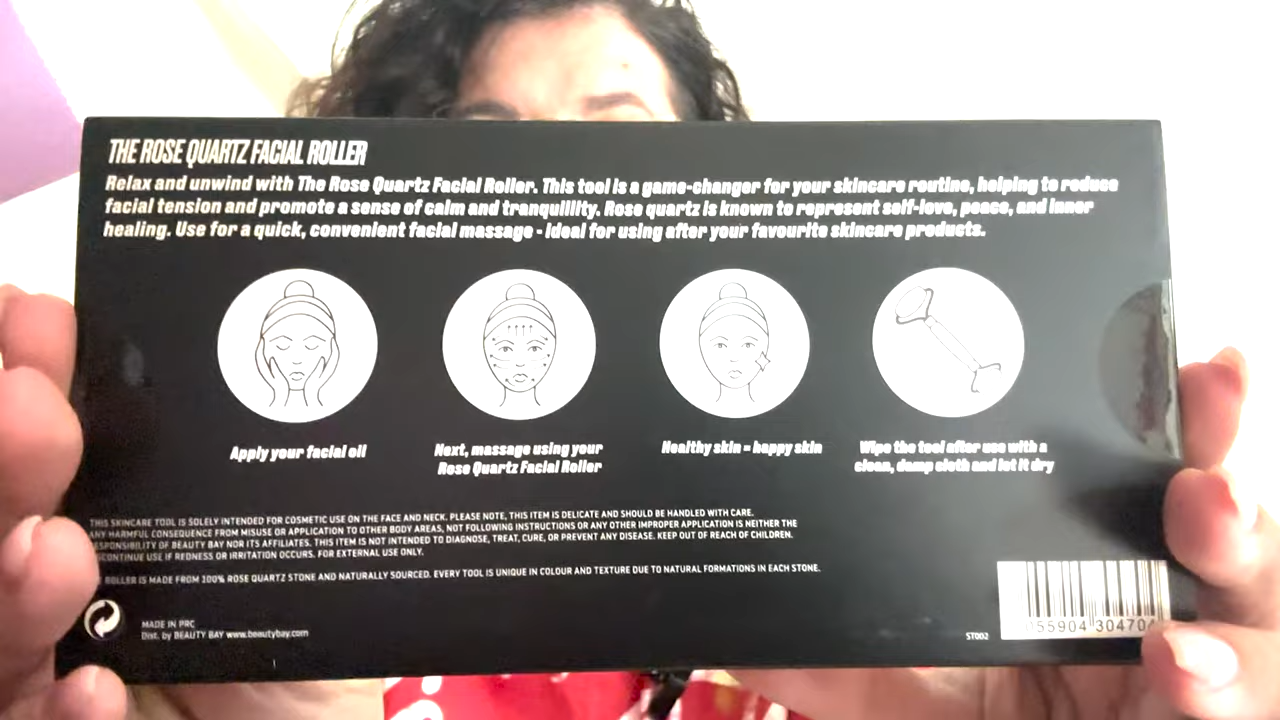 THE ROSE QUARTZ FACIAL ROLLER
Relax and unwind with The Rose Quartz Facial Roller. This tool is a game-changer for your skincare routine, helping to reduce
facial tension and promote a sense of calm and tranquillity. Rose quartz is known to represent self-love, peace, and inner
healing. Use for a quick, convenient facial massage - ideal for using after your favourite skincare products.
Apply your facial oil
Next, massage using your
Rose Quartz Facial Roller
Healthy skin = happy skin
Wipe the tool after use with a
clean, damp cloth and let it dry
THIS SKINCARE TOOL IS SOLELY INTENDED FOR COSMETIC USE ON THE FACE AND NECK. PLEASE NOTE, THIS ITEM IS DELICATE AND SHOULD BE HANDLED WITH CARE.
ANY HARMFUL CONSEQUENCE FROM MISUSE OR APPLICATION TO OTHER BODY AREAS, NOT FOLLOWING INSTRUCTIONS OR ANY OTHER IMPROPER APPLICATION IS NEITHER THE
RESPONSIBILITY OF BEAUTY BAY NOR ITS AFFILIATES. THIS ITEM IS NOT INTENDED TO DIAGNOSE, TREAT, CURE, OR PREVENT ANY DISEASE. KEEP OUT OF REACH OF CHILDREN.
USE IF REDNESS OR IRRITATION OCCURS. FOR EXTERNAL USE ONLY.
ROLLER IS MADE FROM 100% ROSE QUARTZ STONE AND NATURALLY SOURCED. EVERY TOOL IS UNIQUE IN COLOUR AND TEXTURE DUE TO NATURAL FORMATIONS IN EACH STONE.
MADE IN PRC
Dist. by BEAUTY BAY www.beautybay.com
ST002
055904 304704